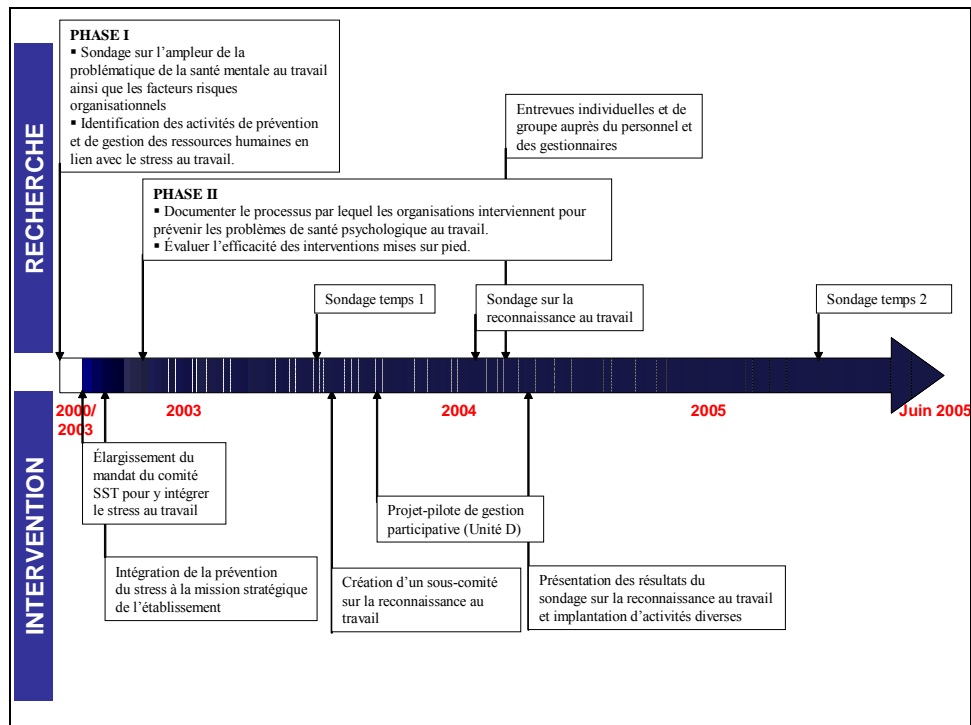 RECHERCHE
PHASE I
▪ Sondage sur l'ampleur de la
problématique de la santé mentale au travail
ainsi que les facteurs risques
organisationnels
▪ Identification des activités de prévention
et de gestion des ressources humaines en
lien avec le stress au travail.
Entrevues individuelles et de
groupe auprès du personnel et
des gestionnaires
PHASE II
▪ Documenter le processus par lequel les organisations interviennent pour
prévenir les problèmes de santé psychologique au travail.
▪ Évaluer l'efficacité des interventions mises sur pied.
Sondage temps 1
Sondage sur la
reconnaissance au travail
Sondage temps 2
2000/
2003
2003
2004
2005
Juin 2005
INTERVENTION
Élargissement du
mandat du comité
SST pour y intégrer
le stress au travail
Intégration de la prévention
du stress à la mission stratégique
de l'établissement
Création d'un sous-comité
sur la reconnaissance au
travail
Projet-pilote de gestion
participative (Unité D)
Présentation des résultats du
sondage sur la reconnaissance au travail
et implantation d'activités diverses